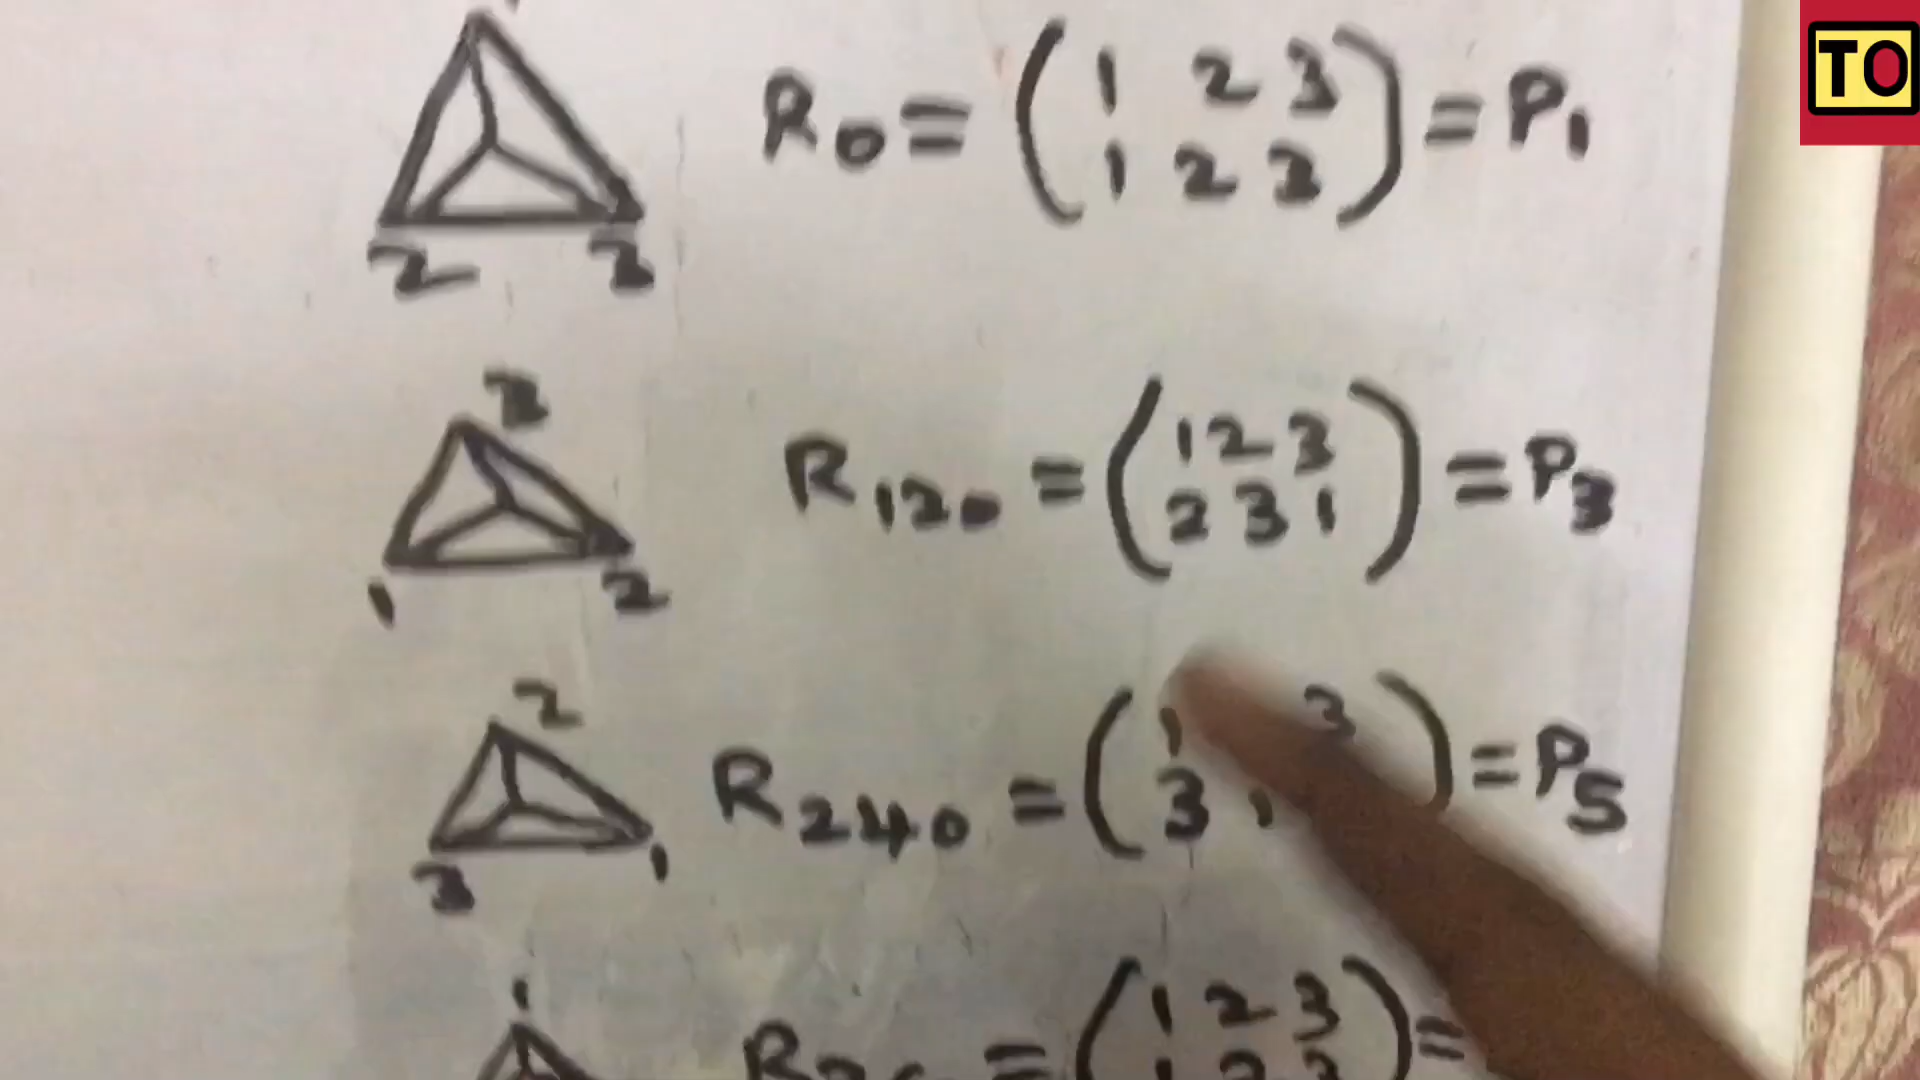 TO
R0 = ( 1 2 3 ) = P1
1 2 3
2 3
3
R120 = ( 1 2 3 ) = P3
2 3 1
1 2
2
R240 = ( 1 3 ) = P5
3 1
3 1
1
( 1 2 3 ) =